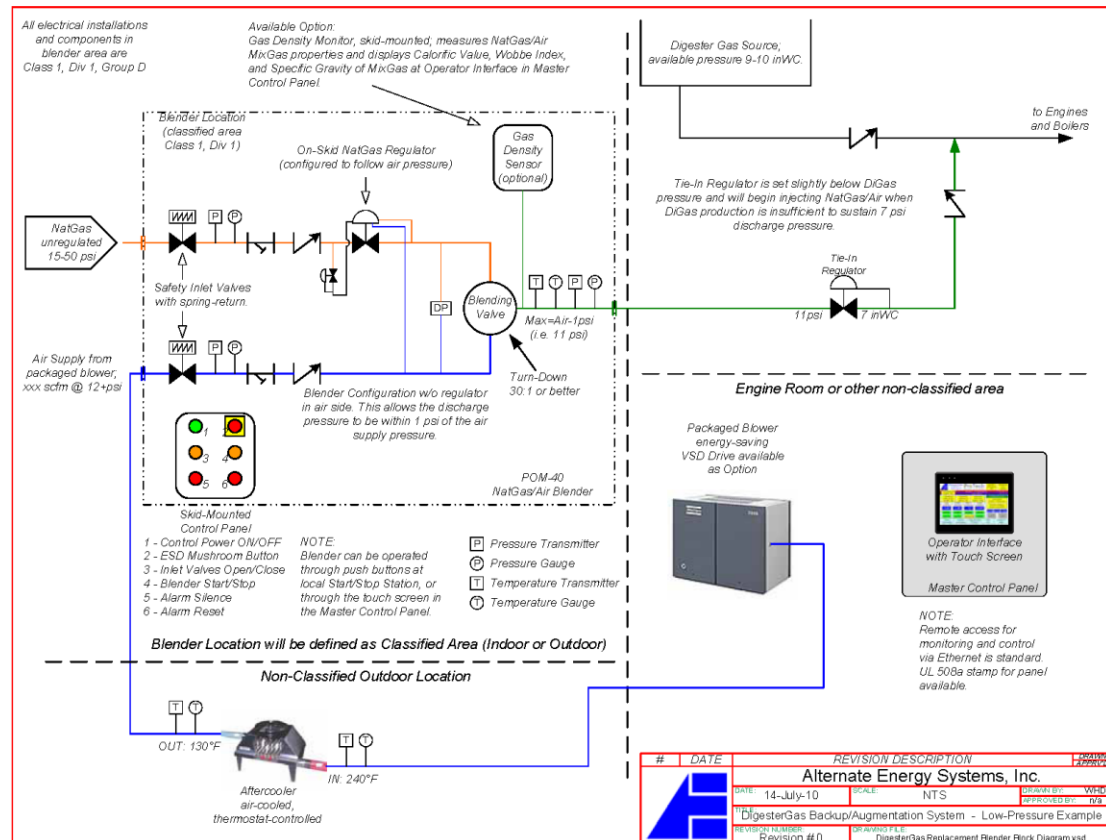 All electrical installations
and components in
blender area are
Class 1, Div 1, Group D
Available Option:
Gas Density Monitor, skid-mounted; measures NatGas/Air
MixGas properties and displays Calorific Value, Wobbe Index,
and Specific Gravity of MixGas at Operator Interface in Master
Control Panel.
Digester Gas Source;
available pressure 9-10 inWC.
to Engines
and Boilers
Blender Location
(classified area
Class 1, Div 1)
On-Skid NatGas Regulator
(configured to follow air pressure)
Gas
Density
Sensor
(optional)
Tie-In Regulator is set slightly below DiGas
pressure and will begin injecting NatGas/Air when
DiGas production is insufficient to sustain 7 psi
discharge pressure.
NatGas
unregulated
15-50 psi
P
P
Safety Inlet Valves
with spring-return.
DP
Blending
Valve
T
T
P
P
Max=Air-1psi
(i.e. 11 psi)
Tie-In
Regulator
11psi
7 inWC
Air Supply from
packaged blower;
xxx scfm @ 12+psi
P
P
Blender Configuration w/o regulator
in air side. This allows the discharge
pressure to be within 1 psi of the air
supply pressure.
Turn-Down
30:1 or better
Engine Room or other non-classified area
1
2
3
4
5
6
POM-40
NatGas/Air Blender
Packaged Blower
energy-saving
VSD Drive available
as Option
Operator Interface
with Touch Screen
Master Control Panel
Skid-Mounted
Control Panel
1 - Control Power ON/OFF
2 - ESD Mushroom Button
3 - Inlet Valves Open/Close
4 - Blender Start/Stop
5 - Alarm Silence
6 - Alarm Reset
NOTE:
Blender can be operated
through push buttons at
local Start/Stop Station, or
through the touch screen in
the Master Control Panel.
P Pressure Transmitter
P Pressure Gauge
T Temperature Transmitter
T Temperature Gauge
NOTE:
Remote access for
monitoring and control
via Ethernet is standard.
UL 508a stamp for panel
available.
Blender Location will be defined as Classified Area (Indoor or Outdoor)
Non-Classified Outdoor Location
T
T
OUT: 130°F
T
T
IN: 240°F
Aftercooler
air-cooled,
thermostat-controlled
# DATE REVISION DESCRIPTION
Alternate Energy Systems, Inc.
DATE: 14-July-10 SCALE: NTS DRAWN BY: WHD
APPROVED BY: n/a
TITLE: DigesterGas Backup/Augmentation System - Low-Pressure Example
REVISION NUMBER: Revision # 0 DRAWING FILE: DigesterGas Replacement Blender Block Diagram.vsd